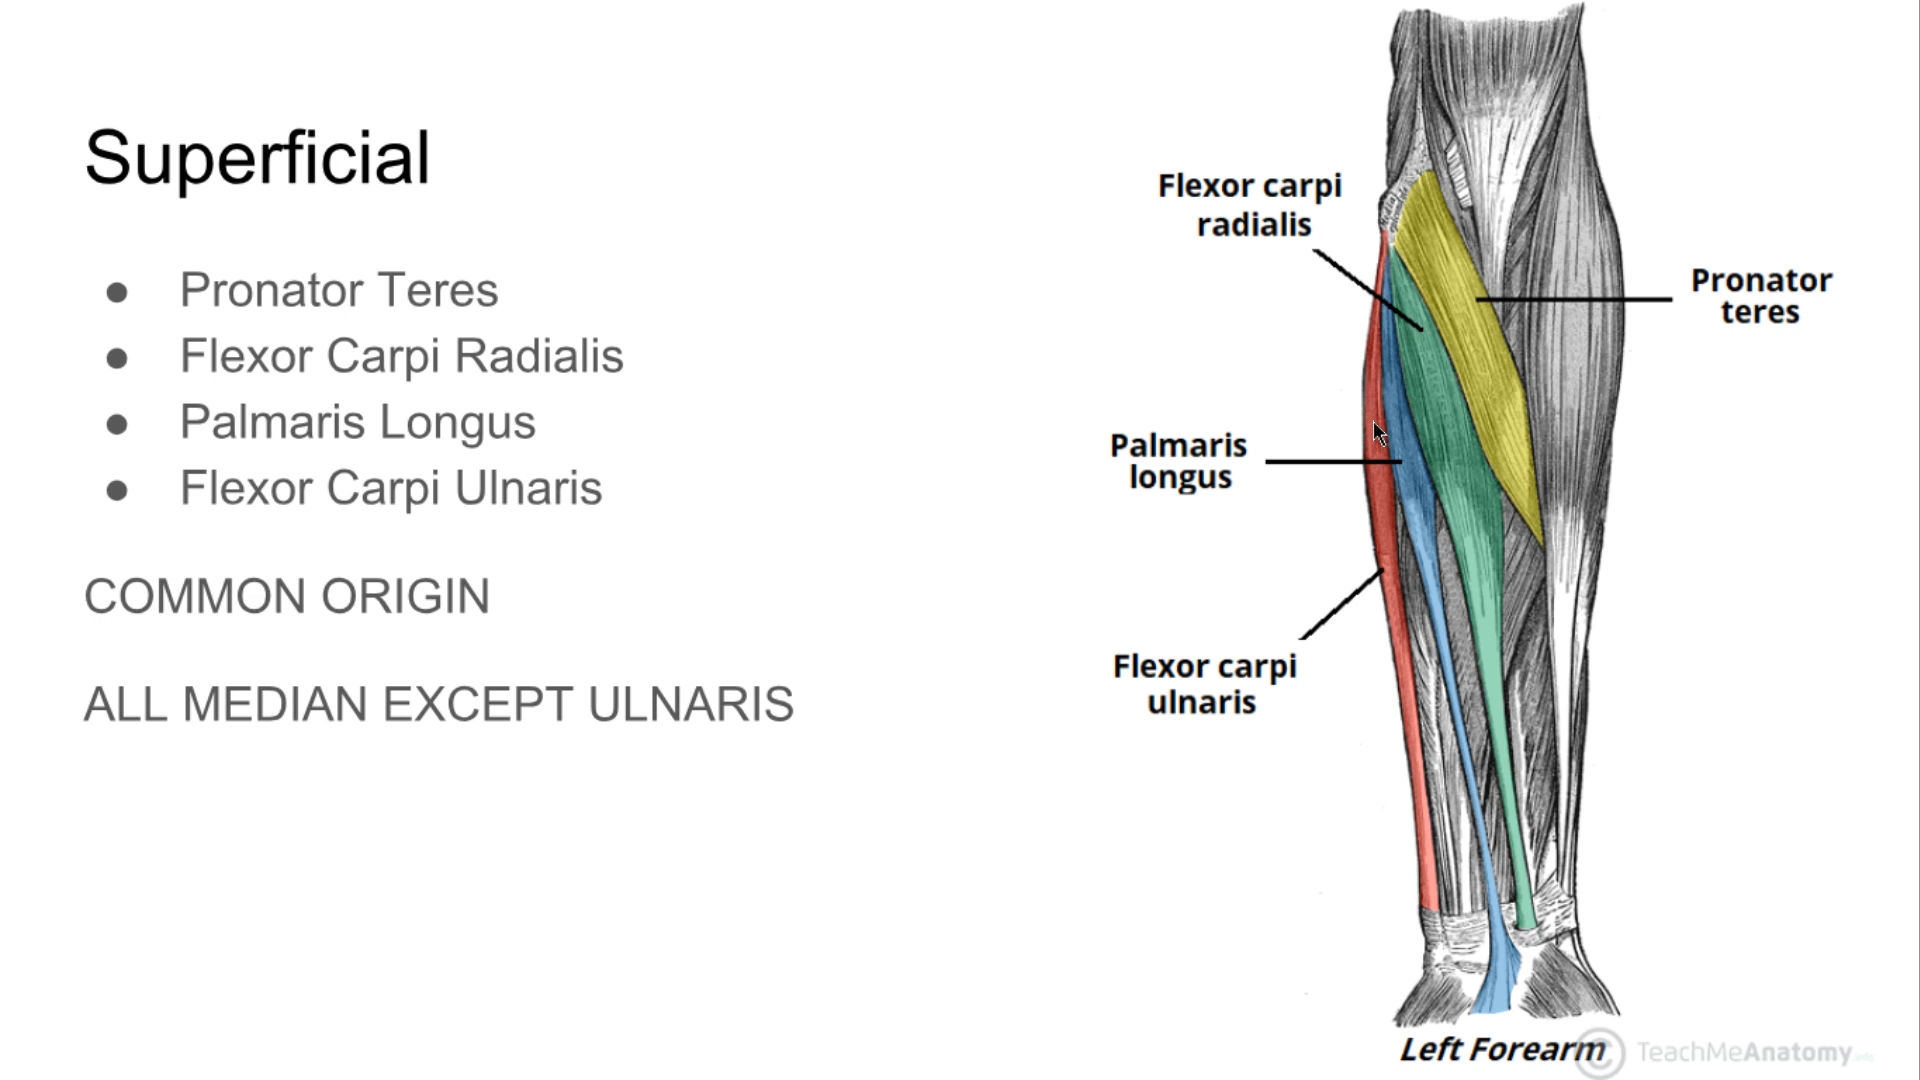 Superficial
● Pronator Teres
● Flexor Carpi Radialis
● Palmaris Longus
● Flexor Carpi Ulnaris
COMMON ORIGIN
ALL MEDIAN EXCEPT ULNARIS
Flexor carpi
radialis
Pronator
teres
Palmaris
longus
Flexor carpi
ulnaris
Medial
Left Forearm
© TeachMeAnatomy